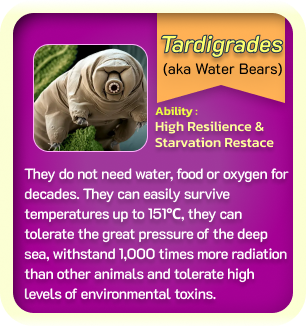 Tardigrades
(aka Water Bears)
Ability :
High Resilience &
Starvation Restace
They do not need water, food or oxygen for
decades. They can easily survive
temperatures up to 151℃, they can
tolerate the great pressure of the deep
sea, withstand 1,000 times more radiation
than other animals and tolerate high
levels of environmental toxins.